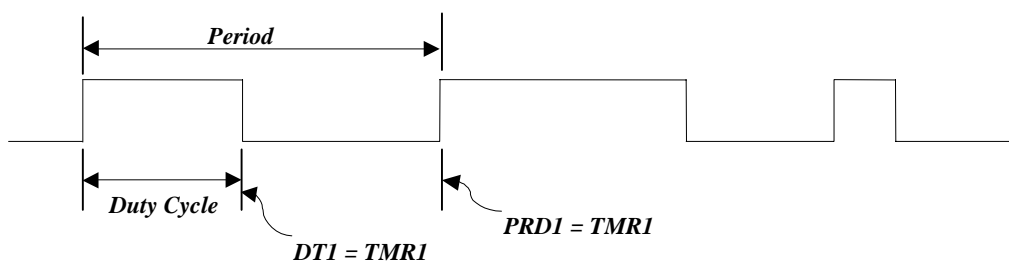 Period
Duty Cycle
PRD1 = TMR1
DT1 = TMR1